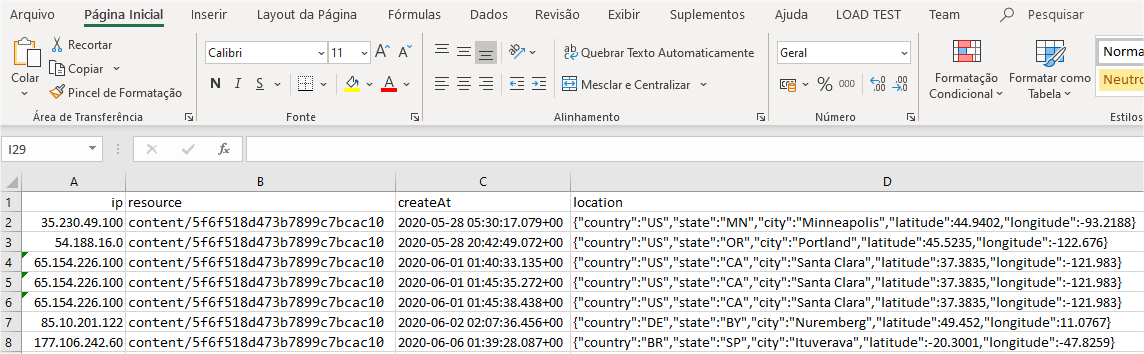 Arquivo Página Inicial Inserir Layout da Página Fórmulas Dados Revisão Exibir Suplementos Ajuda LOAD TEST Team Pesquisar
Colar
Recortar
Copiar
Pincel de Formatação
Área de Transferência
Calibri 11 A A
N I S A
Fonte
ab Quebrar Texto Automaticamente
Mesclar e Centralizar
Alinhamento
Geral
% 000 ,00 ,0
Número
Formatação Condicional
Formatar como Tabela
Norma
Neutro
Estilos
I29 fx
A B C D
1 ip resource createAt location
2 35.230.49.100 content/5f6f518d473b7899c7bcac10 2020-05-28 05:30:17.079+00 {"country":"US","state":"MN","city":"Minneapolis","latitude":44.9402,"longitude":-93.2188}
3 54.188.16.0 content/5f6f518d473b7899c7bcac10 2020-05-28 20:42:49.072+00 {"country":"US","state":"OR","city":"Portland","latitude":45.5235,"longitude":-122.676}
4 65.154.226.100 content/5f6f518d473b7899c7bcac10 2020-06-01 01:40:33.135+00 {"country":"US","state":"CA","city":"Santa Clara","latitude":37.3835,"longitude":-121.983}
5 65.154.226.100 content/5f6f518d473b7899c7bcac10 2020-06-01 01:45:35.272+00 {"country":"US","state":"CA","city":"Santa Clara","latitude":37.3835,"longitude":-121.983}
6 65.154.226.100 content/5f6f518d473b7899c7bcac10 2020-06-01 01:45:38.438+00 {"country":"US","state":"CA","city":"Santa Clara","latitude":37.3835,"longitude":-121.983}
7 85.10.201.122 content/5f6f518d473b7899c7bcac10 2020-06-02 02:07:36.456+00 {"country":"DE","state":"BY","city":"Nuremberg","latitude":49.452,"longitude":11.0767}
8 177.106.242.60 content/5f6f518d473b7899c7bcac10 2020-06-06 01:39:28.087+00 {"country":"BR","state":"SP","city":"Ituverava","latitude":-20.3001,"longitude":-47.8259}